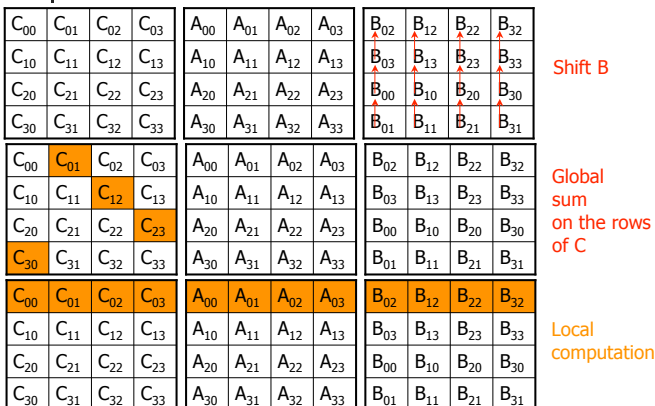 C00 C01 C02 C03 A00 A01 A02 A03 B02 B12 B22 B32
C10 C11 C12 C13 A10 A11 A12 A13 B03 B13 B23 B33
Shift B
C20 C21 C22 C23 A20 A21 A22 A23 B00 B10 B20 B30
C30 C31 C32 C33 A30 A31 A32 A33 B01 B11 B21 B31
C00 C01 C02 C03 A00 A01 A02 A03 B02 B12 B22 B32
Global
C10 C11 C12 C13 A10 A11 A12 A13 B03 B13 B23 B33
sum
C20 C21 C22 C23 A20 A21 A22 A23 B00 B10 B20 B30
on the rows
C30 C31 C32 C33 A30 A31 A32 A33 B01 B11 B21 B31
of C
C00 C01 C02 C03 A00 A01 A02 A03 B02 B12 B22 B32
C10 C11 C12 C13 A10 A11 A12 A13 B03 B13 B23 B33
Local
computation
C20 C21 C22 C23 A20 A21 A22 A23 B00 B10 B20 B30
C30 C31 C32 C33 A30 A31 A32 A33 B01 B11 B21 B31